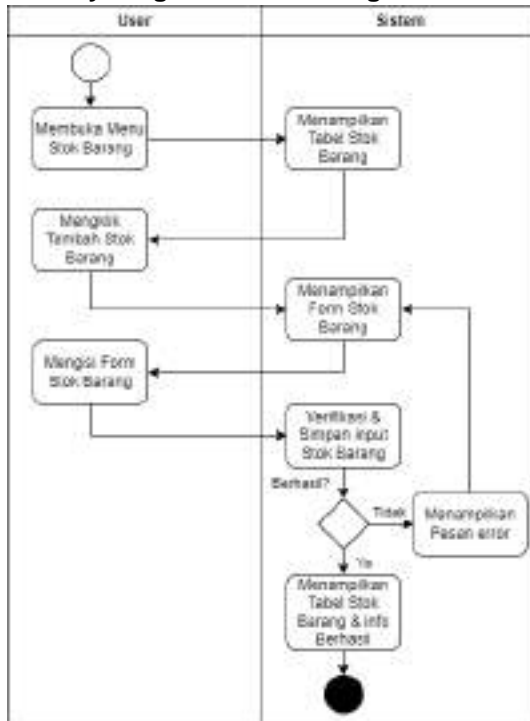 User
Sistem
Membuka Menu
Stok Barang
Menampilkan
Tabel Stok
Barang
Mengklik
Tambah Stok
Barang
Menampilkan
Form Stok
Barang
Mengisi Form
Stok Barang
Verifikasi &
Simpan input
Stok Barang
Berhasil?
Tidak
Menampilkan
Pesan error
Ya
Menampilkan
Tabel Stok
Barang & info
Berhasil